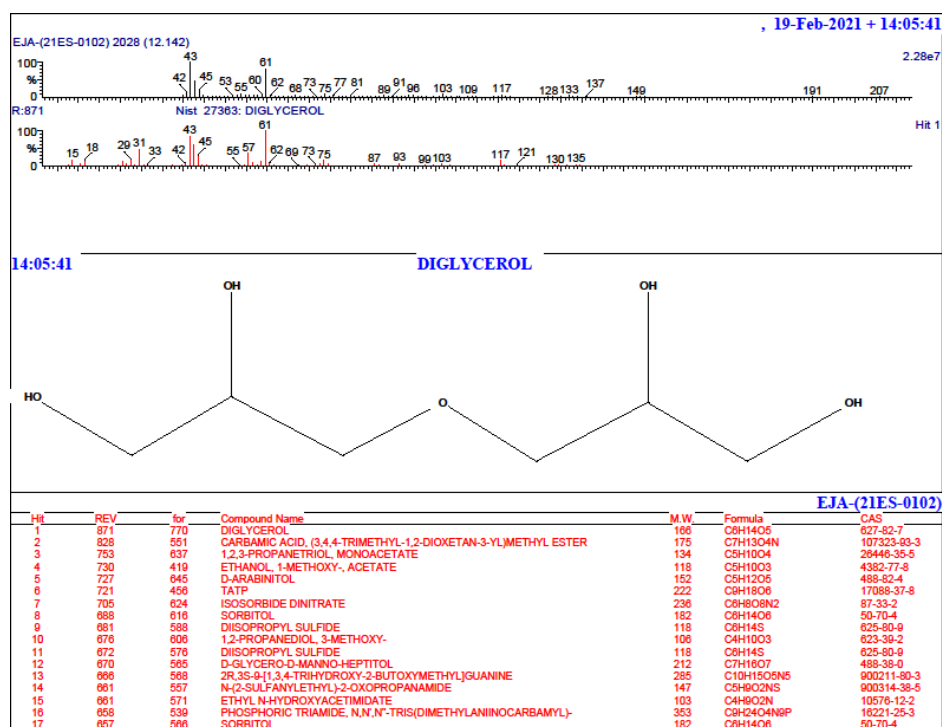 , 19-Feb-2021 + 14:05:41
EJA-(21ES-0102) 2028 (12.142)
2.28e7
100
%
0
42 43 45 53 55 60 61 62 68 73 75 77 81 89 91 96 103 109 117 128 133 137 149 191 207
R:871 Nist 27363: DIGLYCEROL Hit 1
100
%
0
15 18 29 31 33 42 43 45 55 57 61 62 69 73 75 87 93 99 103 117 121 130 135
14:05:41 DIGLYCEROL
OH OH
HO O OH
EJA-(21ES-0102)
Hit REV for Compound Name M.W. Formula CAS
1 871 770 DIGLYCEROL 166 C6H14O5 627-82-7
2 828 551 CARBAMIC ACID, (3,4,4-TRIMETHYL-1,2-DIOXETAN-3-YL)METHYL ESTER 175 C7H13O4N 107323-93-3
3 753 637 1,2,3-PROPANETRIOL, MONOACETATE 134 C5H10O4 26446-35-5
4 730 419 ETHANOL, 1-METHOXY-, ACETATE 118 C5H10O3 4382-77-8
5 727 645 D-ARABINITOL 152 C5H12O5 488-82-4
6 721 456 TATP 222 C9H18O6 17088-37-8
7 705 624 ISOSORBIDE DINITRATE 236 C6H8O8N2 87-33-2
8 688 616 SORBITOL 182 C6H14O6 50-70-4
9 681 588 DIISOPROPYL SULFIDE 118 C6H14S 625-80-9
10 676 606 1,2-PROPANEDIOL, 3-METHOXY- 106 C4H10O3 623-39-2
11 672 576 DIISOPROPYL SULFIDE 118 C6H14S 625-80-9
12 670 565 D-GLYCERO-D-MANNO-HEPTITOL 212 C7H16O7 488-38-0
13 666 568 2R,3S-9-[1,3,4-TRIHYDROXY-2-BUTOXYMETHYL]GUANINE 285 C10H15O5N5 900211-80-3
14 661 557 N-(2-SULFANYLETHYL)-2-OXOPROPANAMIDE 147 C5H9O2NS 900314-38-5
15 661 571 ETHYL N-HYDROXYACETIMIDATE 103 C4H9O2N 10576-12-2
16 658 539 PHOSPHORIC TRIAMIDE, N,N',N"-TRIS(DIMETHYLANIINOCARBAMYL)- 353 C9H24O4N9P 16221-25-3
17 657 566 SORBITOL 182 C6H14O6 50-70-4